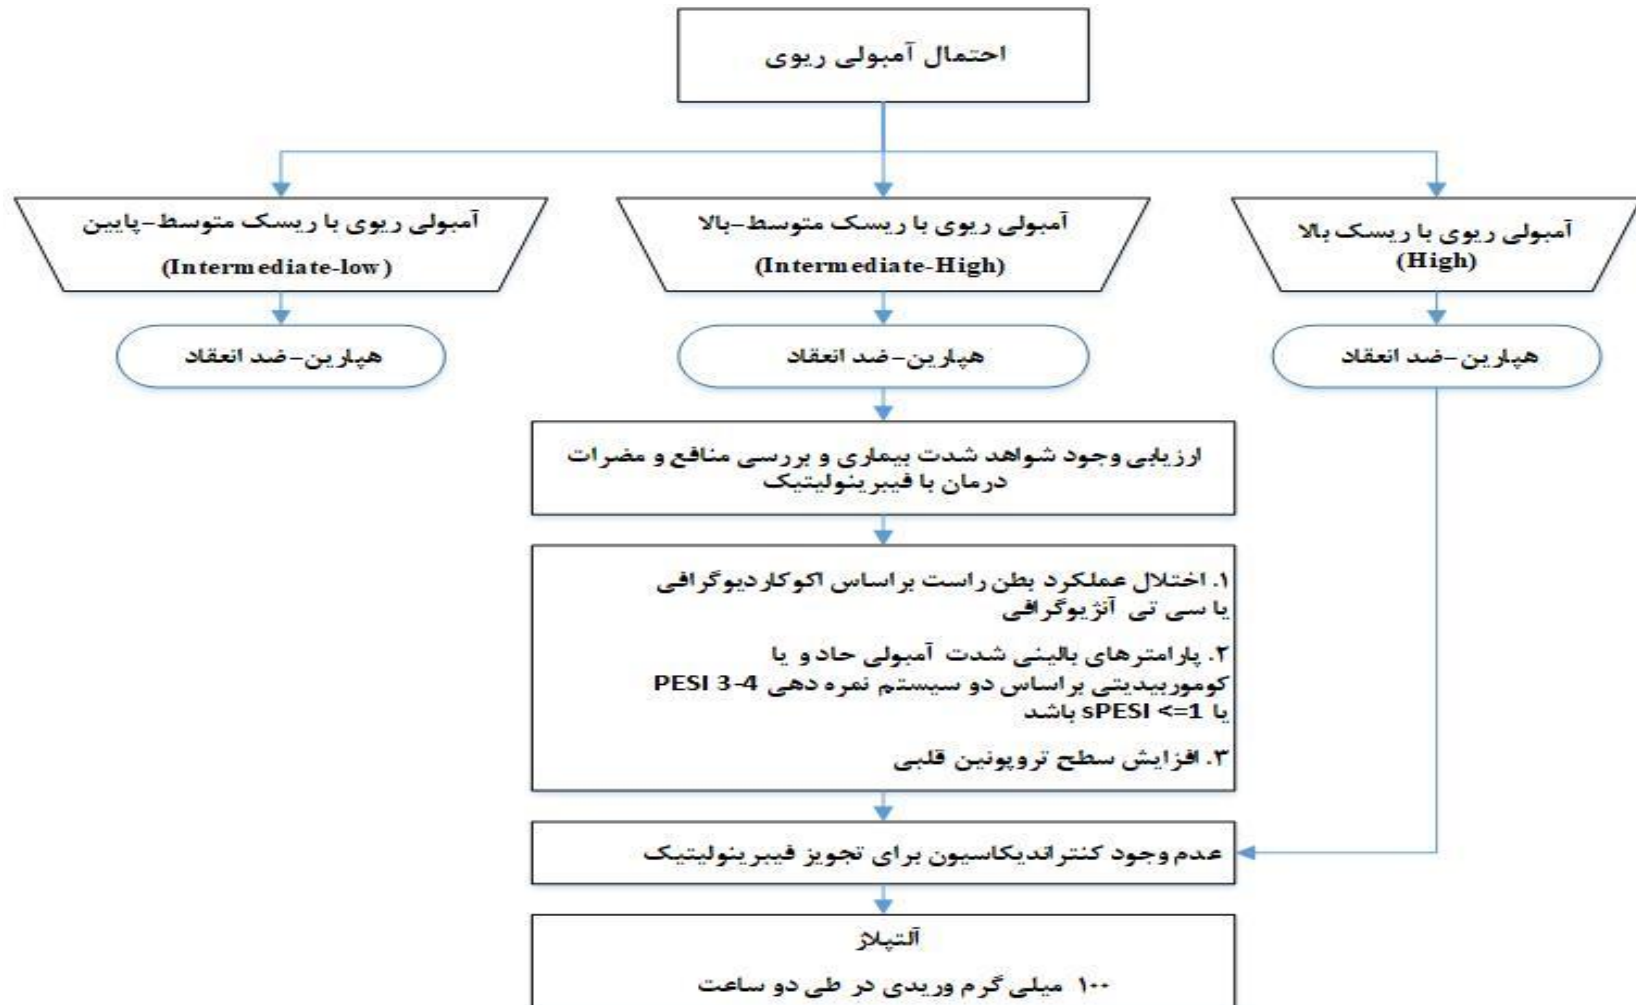 احتمال آمبولی ریوی
آمبولی ریوی با ریسک بالا
(High)
آمبولی ریوی با ریسک متوسط-بالا
(Intermediate-High)
آمبولی ریوی با ریسک متوسط-پایین
(Intermediate-low)
هپارین-ضد انعقاد
هپارین-ضد انعقاد
هپارین-ضد انعقاد
ارزیابی وجود شواهد شدت بیماری و بررسی منافع و مضرات
درمان با فیبرینولیتیک
۱. اختلال عملکرد بطن راست براساس اکوکاردیوگرافی
یا سی تی آنژیوگرافی
۲. پارامترهای بالینی شدت آمبولی حاد و یا
کوموربیدیتی براساس دو سیستم نمره دهی PESI 3-4
یا sPESI <=1 باشد
۳. افزایش سطح تروپونین قلبی
عدم وجود کنتراندیکاسیون برای تجویز فیبرینولیتیک
آلتپلاز
۱۰۰ میلی گرم وریدی در طی دو ساعت